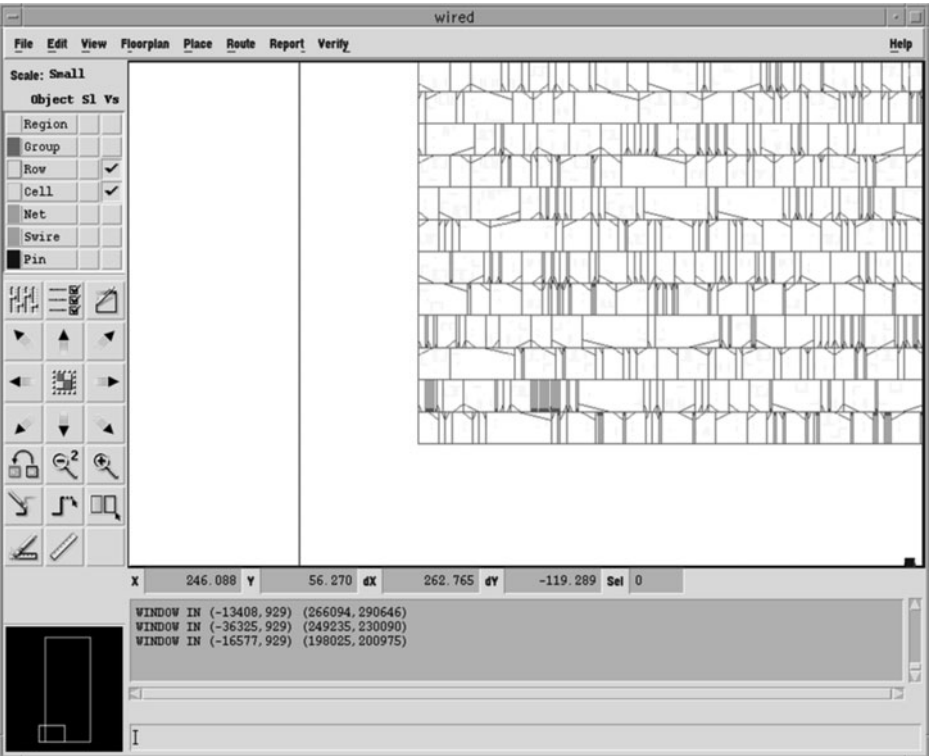 wired
File Edit View Floorplan Place Route Report Verify Help
Scale: Small
Object Sl Vs
Region
Group
Row
Cell
Net
Swire
Pin
2
X 246.088 Y 56.270 dX 262.765 dY -119.289 Sel 0
WINDOW IN (-13408,929) (266094,290646)
WINDOW IN (-36325,929) (249235,230090)
WINDOW IN (-16577,929) (198025,200975)